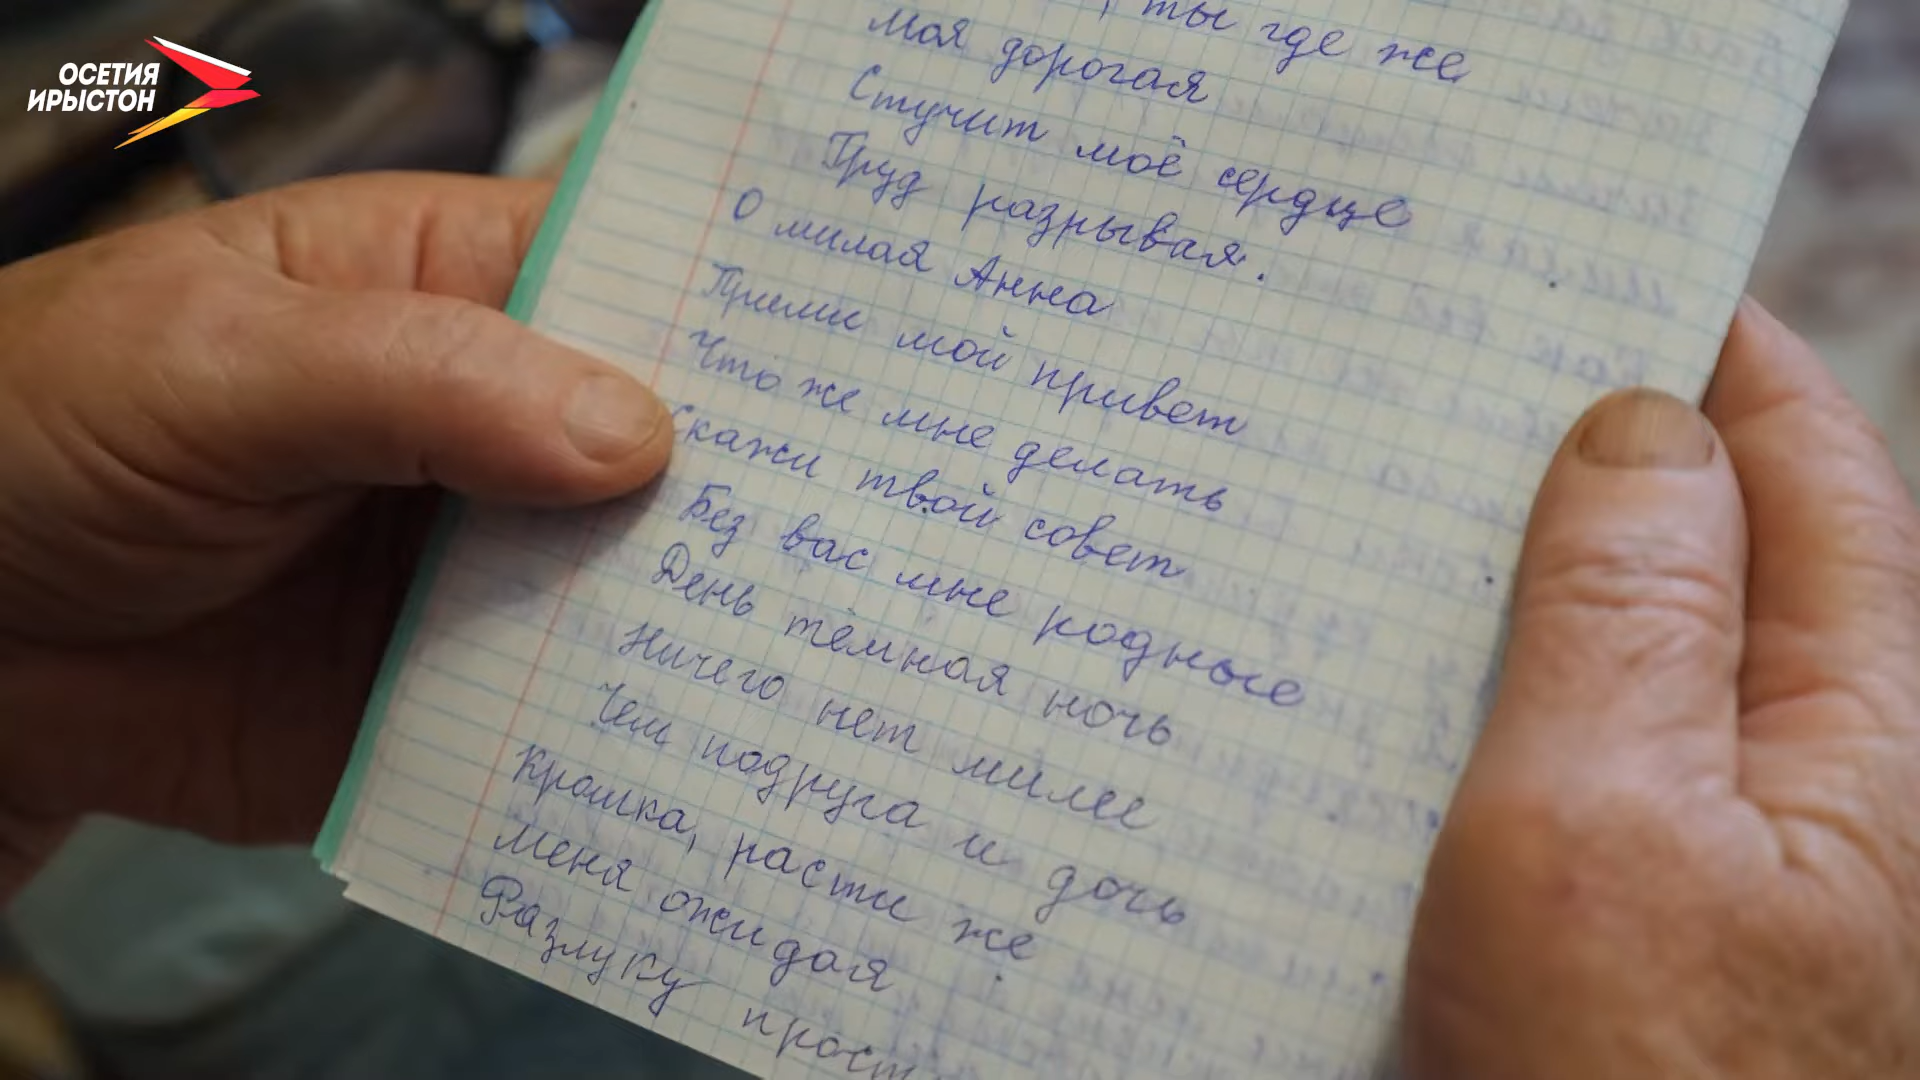 ОСЕТИЯ
ИРЫСТОН
, ты где же
Моя дорогая
Стучит моё сердце
Груд разрывая.
О милая Анна
Прими мой привет
Что же мне делать
Скажи твой совет
Без вас мне родные
День тёмная ночь
Ничего нет милее
Чем подруга и дочь
Крошка, расти же
Меня ожидая
Разлуку прост